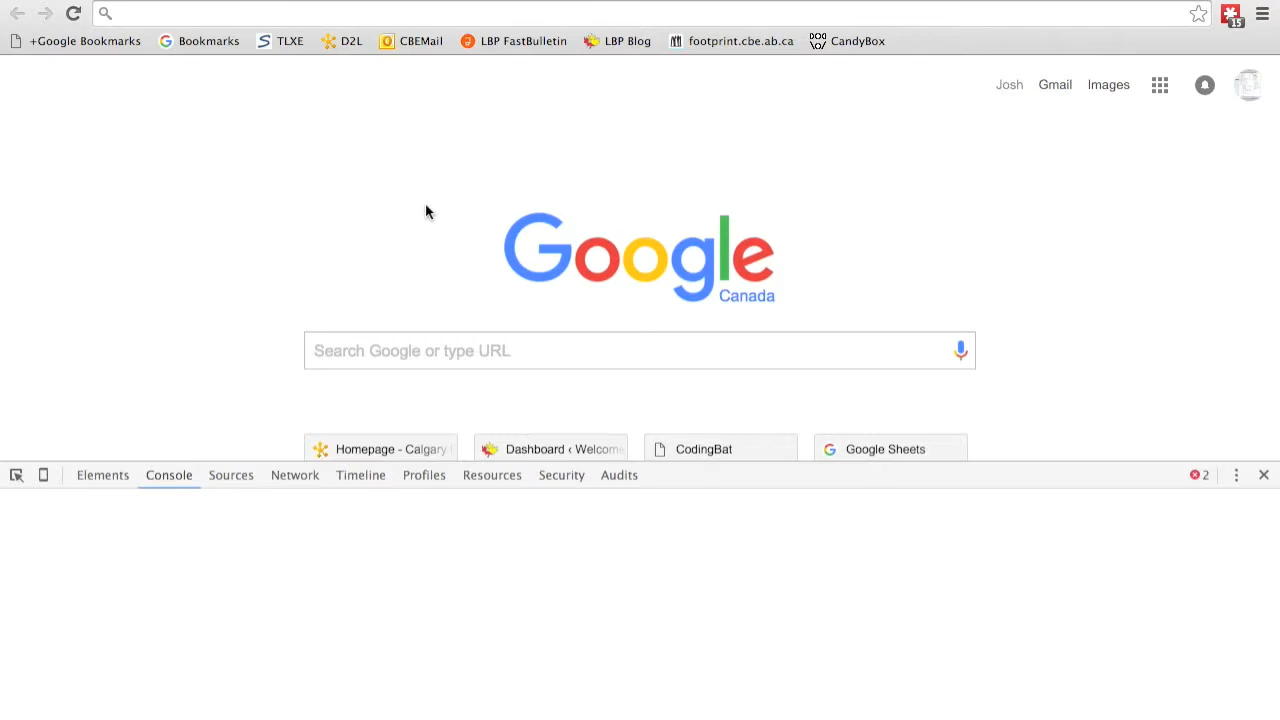 +Google Bookmarks Bookmarks TLXE D2L CBEMail LBP FastBulletin LBP Blog footprint.cbe.ab.ca CandyBox
15
Josh Gmail Images
Google
Canada
Search Google or type URL
Homepage - Calgary Dashboard ‹ Welcome CodingBat Google Sheets
Elements Console Sources Network Timeline Profiles Resources Security Audits 2